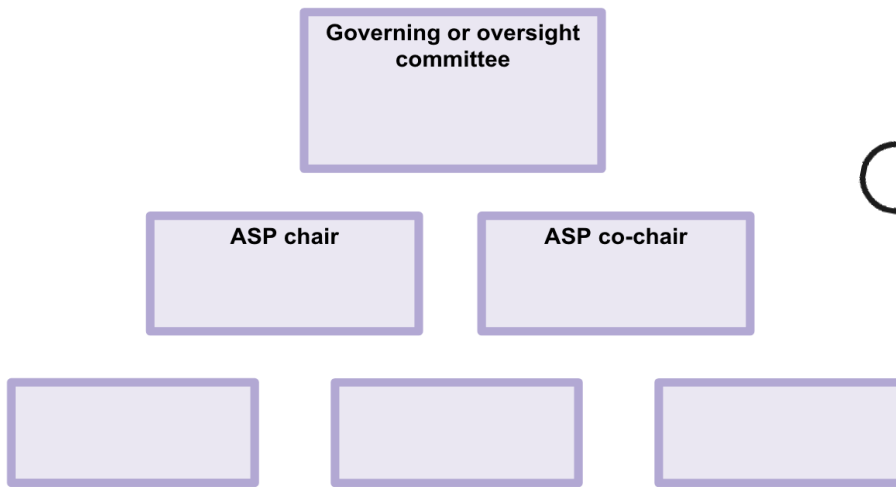 Governing or oversight
committee
ASP chair
ASP co-chair